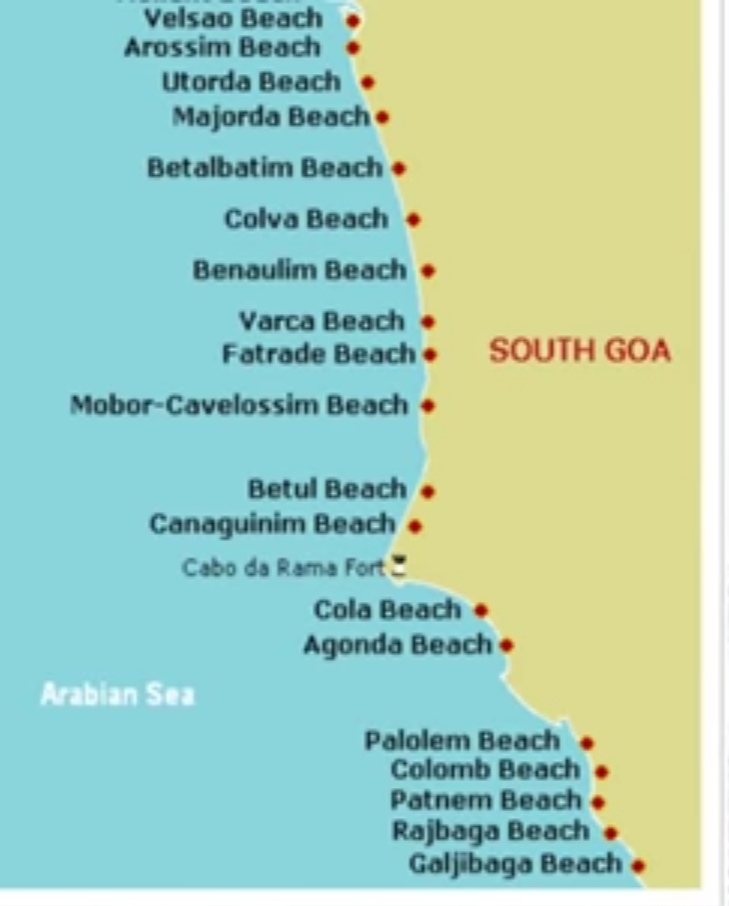 Velsao Beach
Arossim Beach
Utorda Beach
Majorda Beach
Betalbatim Beach
Colva Beach
Benaulim Beach
Varca Beach
SOUTH GOA
Fatrade Beach
Mobor-Cavelossim Beach
Betul Beach
Canaguinim Beach
Cabo da Rama Fort
Cola Beach
Agonda Beach
Arabian Sea
Palolem Beach
Colomb Beach
Patnem Beach
Rajbaga Beach
Galjibaga Beach